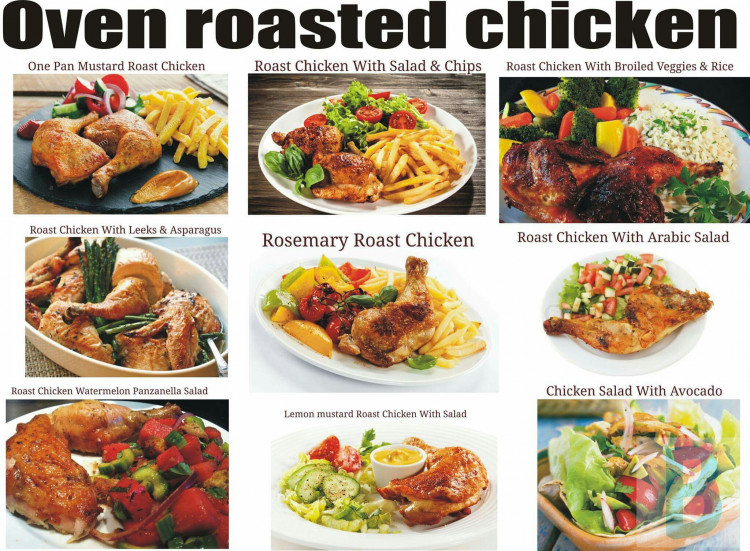 Oven roasted chicken
One Pan Mustard Roast Chicken
Roast Chicken With Salad & Chips
Roast Chicken With Broiled Veggies & Rice
Roast Chicken With Leeks & Asparagus
Rosemary Roast Chicken
Roast Chicken With Arabic Salad
Roast Chicken Watermelon Panzanella Salad
Lemon mustard Roast Chicken With Salad
Chicken Salad With Avocado